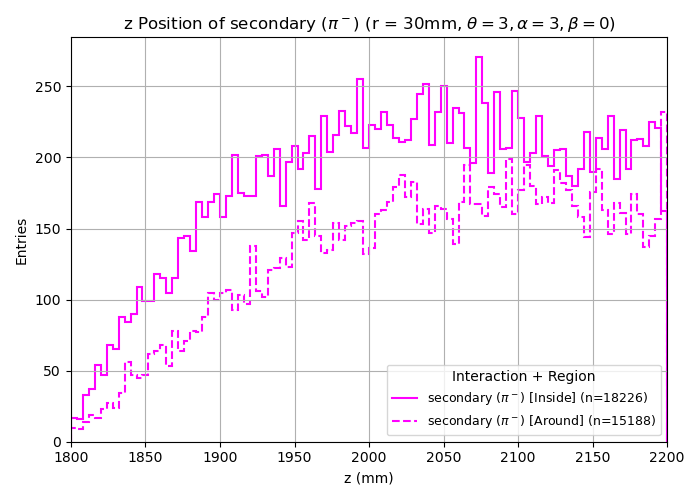 z Position of secondary (π⁻) (r = 30mm, θ = 3, α = 3, β = 0)
Entries
250
200
150
100
50
0
1800 1850 1900 1950 2000 2050 2100 2150 2200
z (mm)
Interaction + Region
secondary (π⁻) [Inside] (n=18226)
secondary (π⁻) [Around] (n=15188)